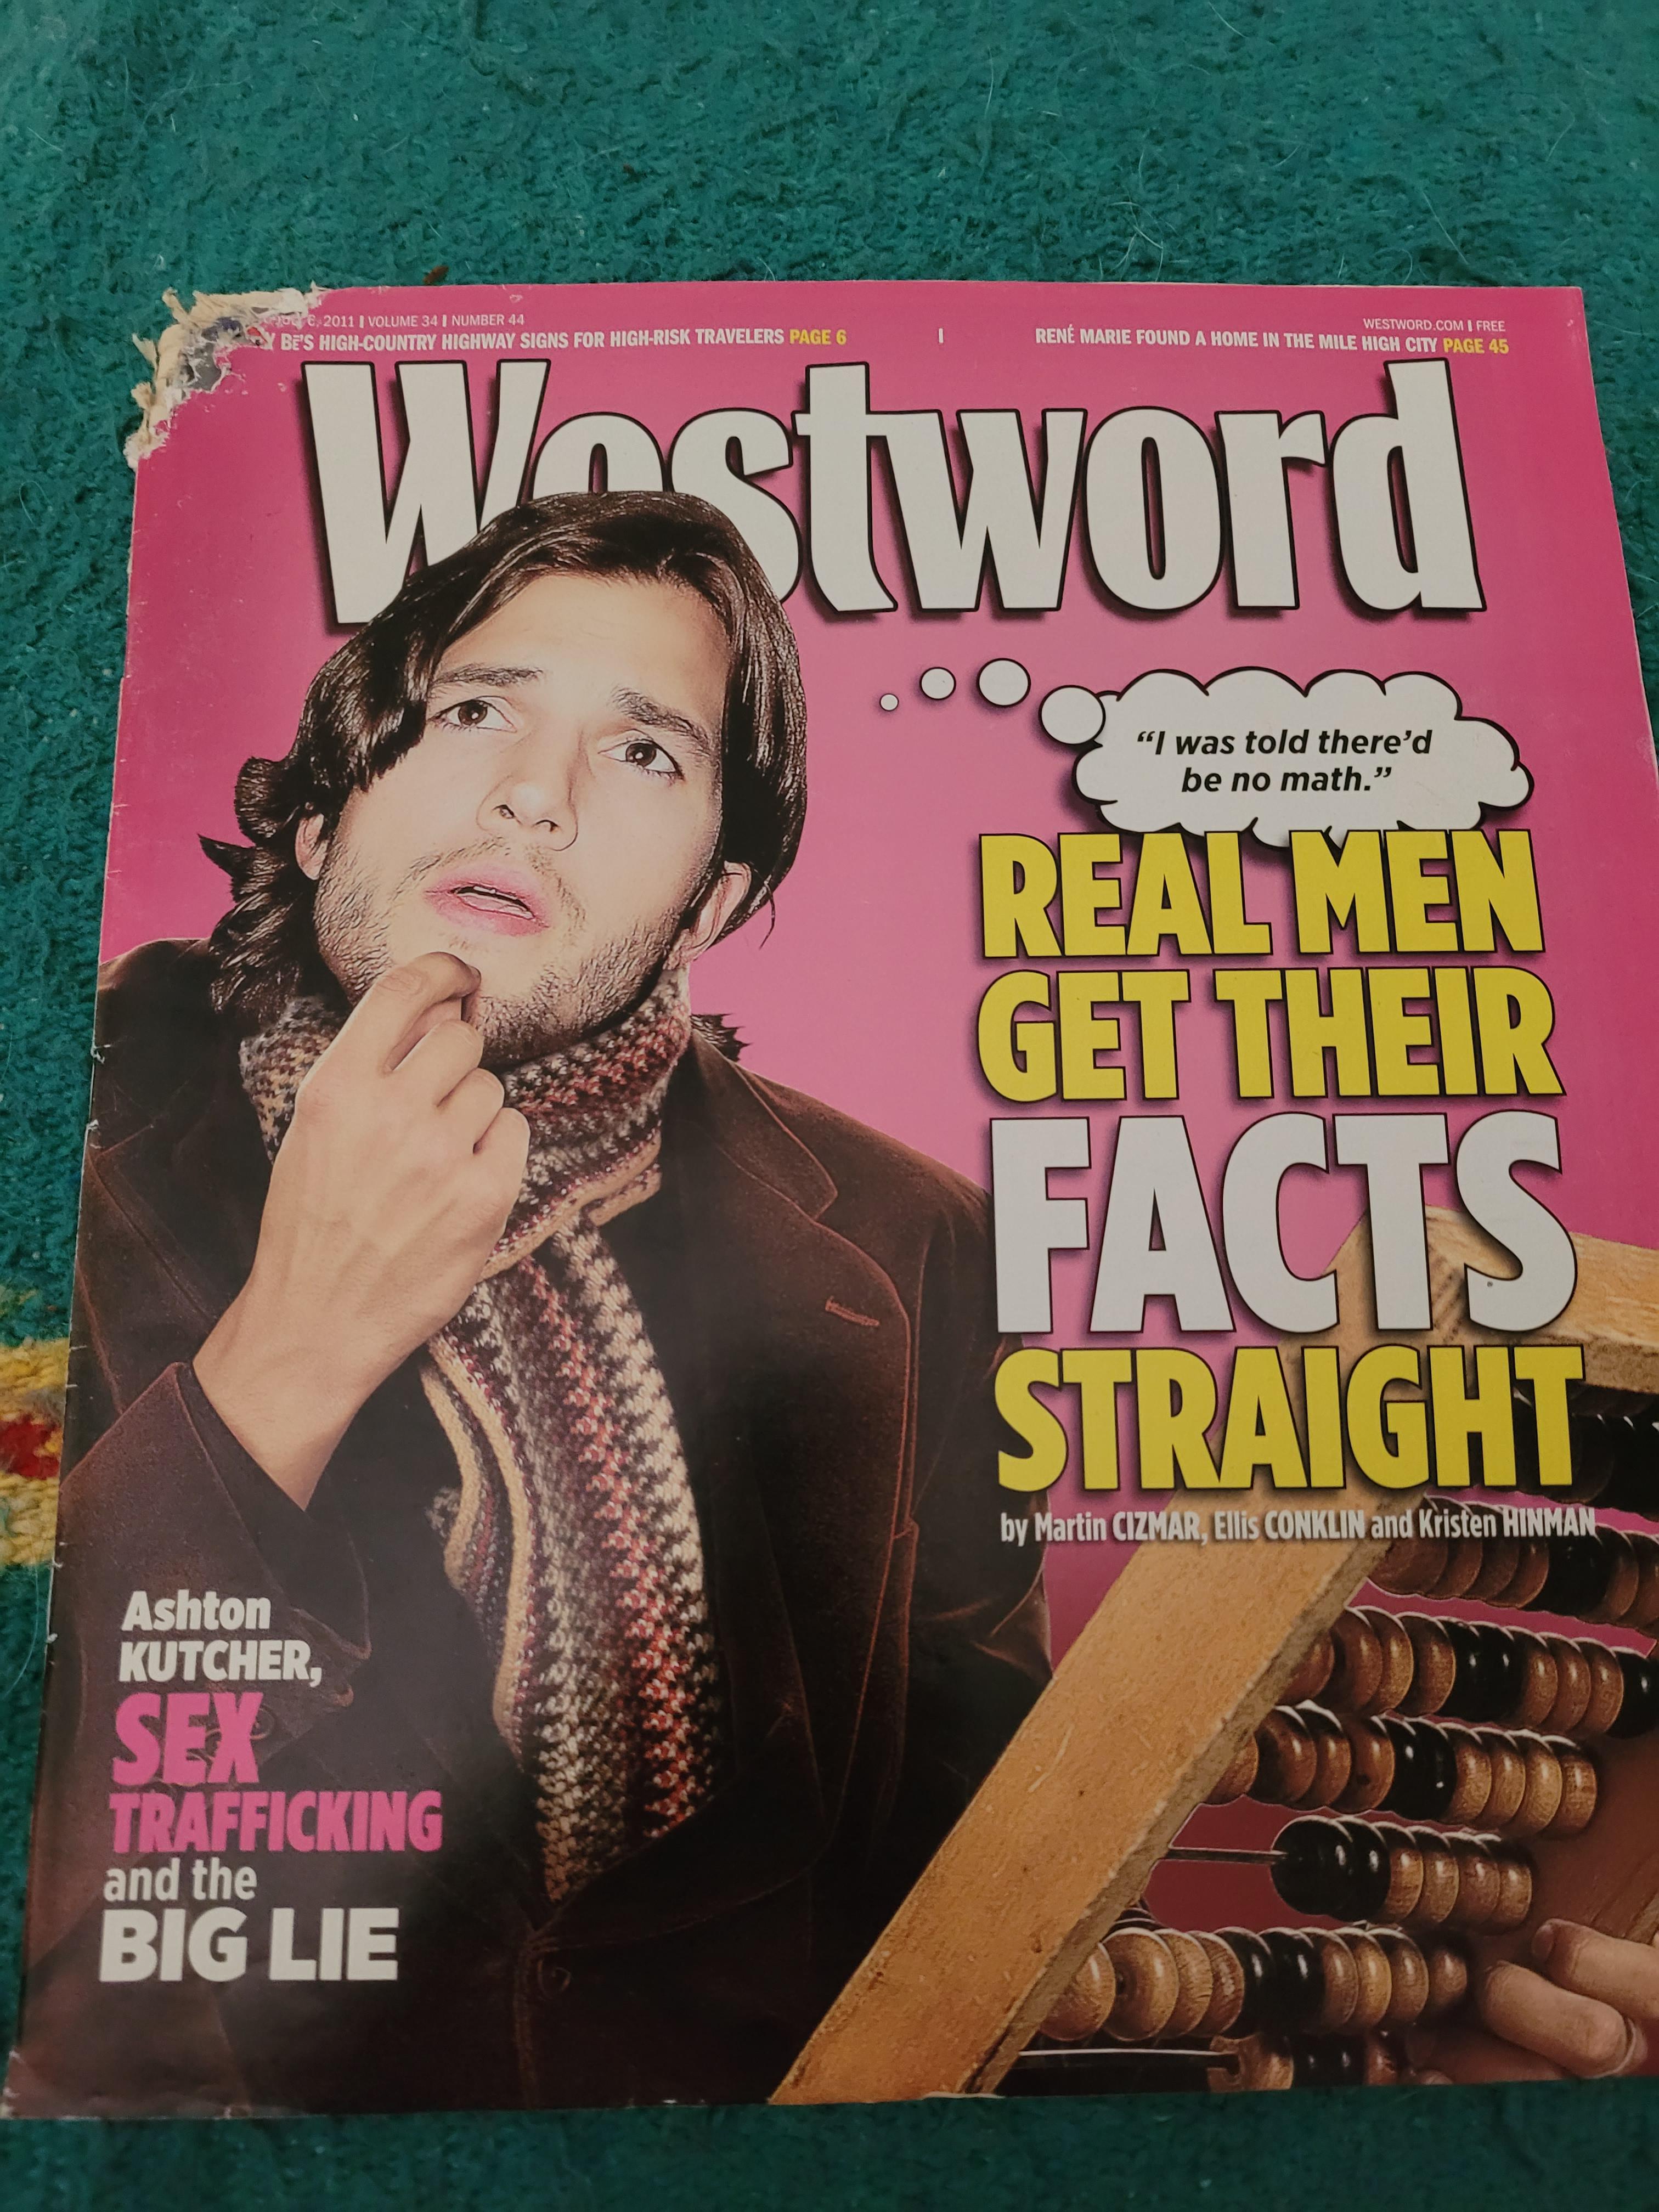 6, 2011 | VOLUME 34 | NUMBER 44
WESTWORD.COM | FREE
BE'S HIGH-COUNTRY HIGHWAY SIGNS FOR HIGH-RISK TRAVELERS PAGE 6 | RENÉ MARIE FOUND A HOME IN THE MILE HIGH CITY PAGE 45
Westword
“I was told there’d
be no math.”
REAL MEN
GET THEIR
FACTS
STRAIGHT
by Martin CIZMAR, Ellis CONKLIN and Kristen HINMAN
Ashton
KUTCHER,
SEX
TRAFFICKING
and the
BIG LIE